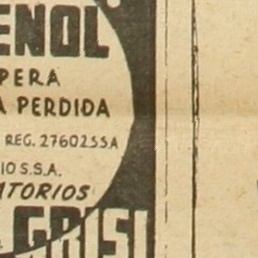 ENOL
PERA
A PERDIDA
REG. 27602 S.S.A
IO S.S.A.
ATORIOS
GRISI